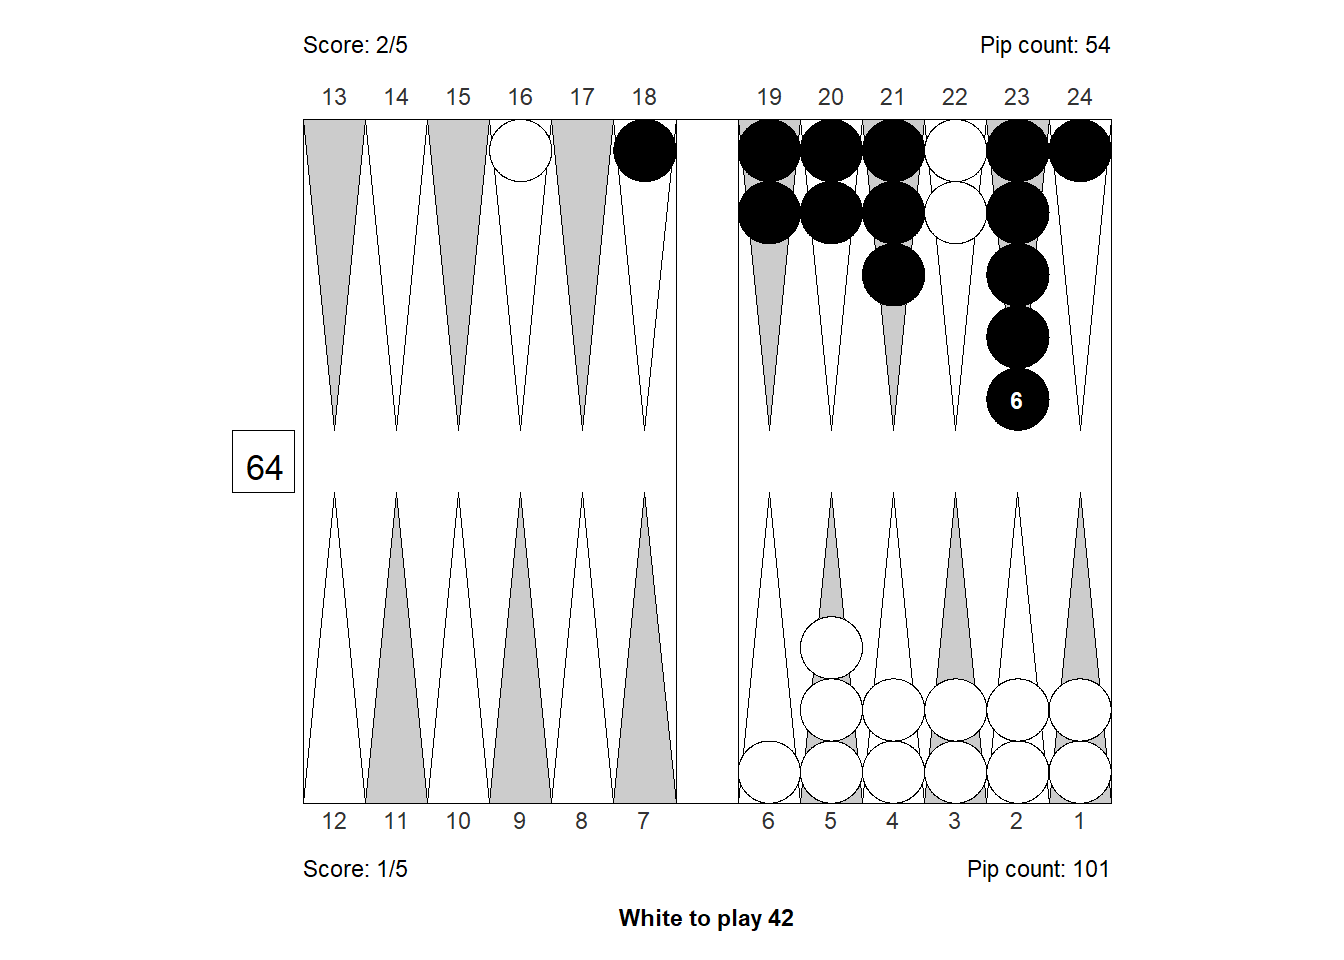 Score: 2/5 Pip count: 54
13 14 15 16 17 18 19 20 21 22 23 24
6
64
12 11 10 9 8 7 6 5 4 3 2 1
Score: 1/5 Pip count: 101
White to play 42